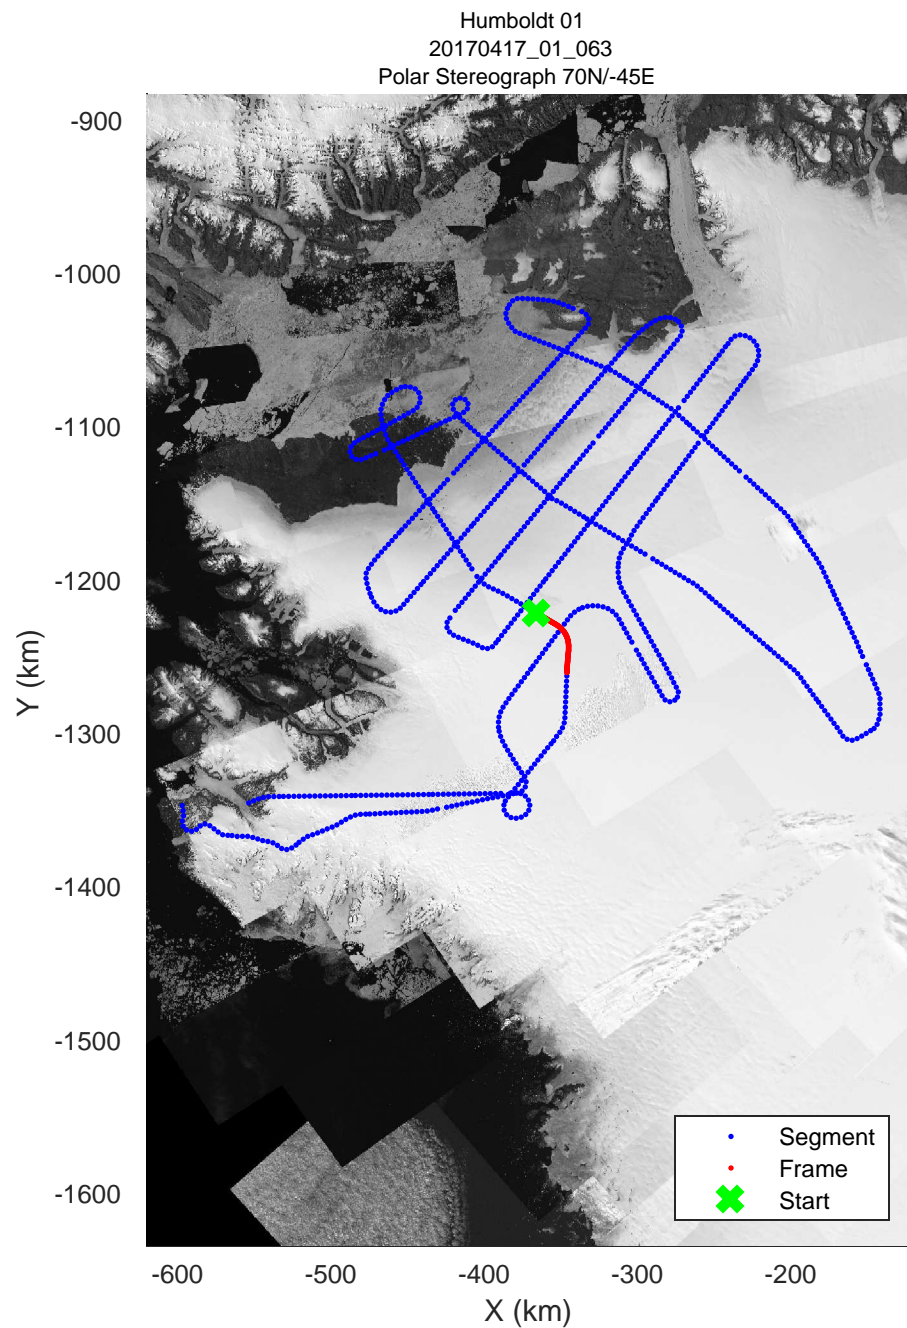 Humboldt 01
20170417_01_063
Polar Stereograph 70N/-45E
-900
-1000
-1100
-1200
-1300
-1400
-1500
-1600
Y (km)
Segment
Frame
Start
-600 -500 -400 -300 -200
X (km)